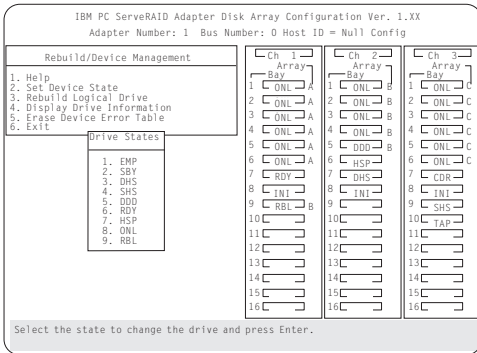 IBM PC ServeRAID Adapter Disk Array Configuration Ver. 1.XX
Adapter Number: 1 Bus Number: 0 Host ID = Null Config
Rebuild/Device Management
1. Help
2. Set Device State
3. Rebuild Logical Drive
4. Display Drive Information
5. Erase Device Error Table
6. Exit
Drive States
1. EMP
2. SBY
3. DHS
4. SHS
5. DDD
6. RDY
7. HSP
8. ONL
9. RBL
Ch 1
Array
Bay
1 ONL A
2 ONL A
3 ONL A
4 ONL A
5 ONL A
6 ONL A
7 RDY
8 INI
9 RBL B
10
11
12
13
14
15
16
Ch 2
Array
Bay
1 ONL B
2 ONL B
3 ONL B
4 ONL B
5 DDD B
6 HSP
7 DHS
8 INI
9
10
11
12
13
14
15
16
Ch 3
Array
Bay
1 ONL C
2 ONL C
3 ONL C
4 ONL C
5 ONL C
6 ONL C
7 CDR
8 INI
9 SHS
10 TAP
11
12
13
14
15
16
Select the state to change the drive and press Enter.